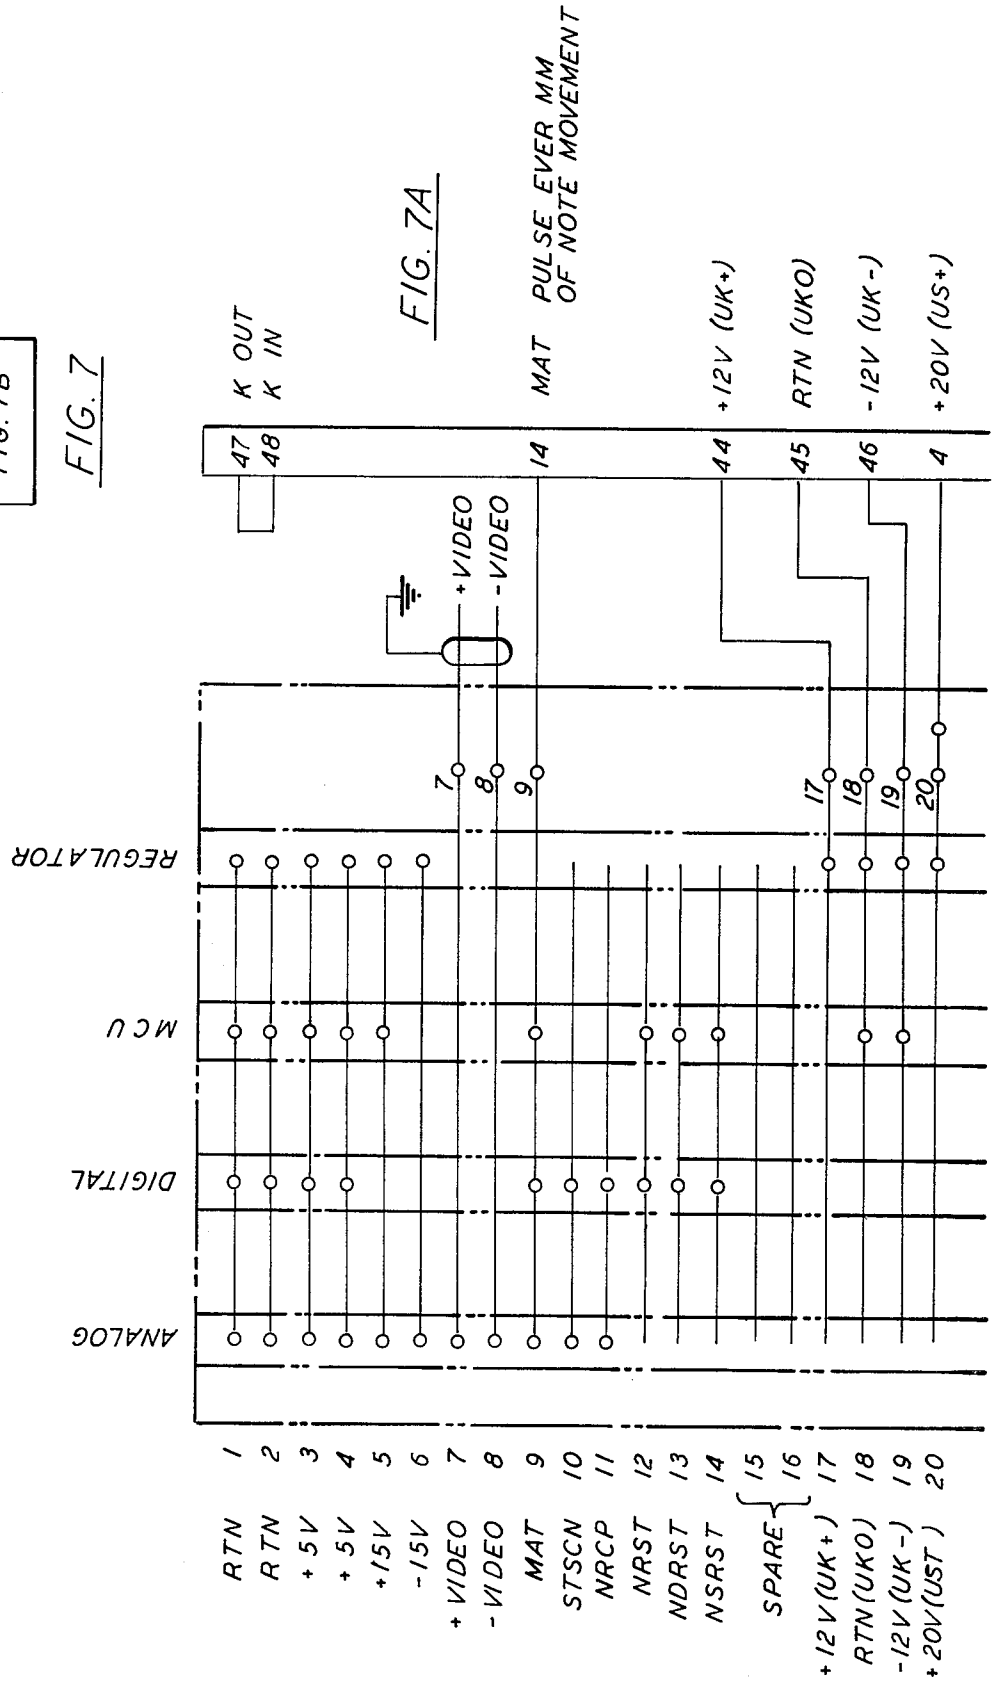 FIG. 7
FIG. 7A
K OUT
K IN
MAT PULSE EVER MM
OF NOTE MOVEMENT
+12V (UK+)
RTN (UKO)
-12V (UK-)
+20V (US+)
47
48
14
44
45
46
4
+VIDEO
-VIDEO
7
8
9
17
18
19
20
REGULATOR
MCU
DIGITAL
ANALOG
RTN 1
RTN 2
+5V 3
+5V 4
+15V 5
-15V 6
+VIDEO 7
-VIDEO 8
MAT 9
STSCN 10
NRCP 11
NRST 12
NDRST 13
NSRST 14
SPARE 15
16
+12V(UK+) 17
RTN(UKO) 18
-12V(UK-) 19
+20V(UST) 20